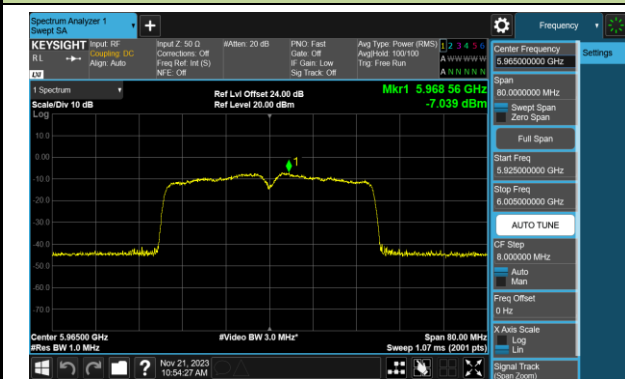 Spectrum Analyzer 1
Swept SA
Frequency
KEYSIGHT
Input: RF
Coupling: DC
Align: Auto
Input Z: 50 Ω
Corrections: Off
Freq Ref: Int (S)
NFE: Off
#Atten: 20 dB
PNO: Fast
Gate: Off
IF Gain: Low
Sig Track: Off
Avg Type: Power (RMS)
Avg|Hold: 100/100
Trig: Free Run
1 2 3 4 5 6
A W W W W W
A N N N N N
R L
LXI
1 Spectrum
Scale/Div 10 dB
Log
Ref Lvl Offset 24.00 dB
Ref Level 20.00 dBm
Mkr1 5.968 56 GHz
-7.039 dBm
10.0
0.00
-10.0
-20.0
-30.0
-40.0
-50.0
-60.0
-70.0
1
Center 5.96500 GHz
#Res BW 1.0 MHz
#Video BW 3.0 MHz*
Span 80.00 MHz
Sweep 1.07 ms (2001 pts)
Nov 21, 2023
10:54:27 AM
Center Frequency
5.965000000 GHz
Settings
Span
80.0000000 MHz
Swept Span
Zero Span
Full Span
Start Freq
5.925000000 GHz
Stop Freq
6.005000000 GHz
AUTO TUNE
CF Step
8.000000 MHz
Auto
Man
Freq Offset
0 Hz
X Axis Scale
Log
Lin
Signal Track
(Span Zoom)